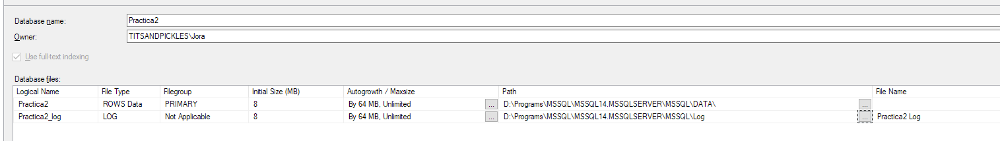 Database name: Practica2
Owner: TITSANDPICKLES\Jora
Use full-text indexing
Database files:
Logical Name File Type Filegroup Initial Size (MB) Autogrowth / Maxsize Path File Name
Practica2 ROWS Data PRIMARY 8 By 64 MB, Unlimited ... D:\Programs\MSSQL\MSSQL14.MSSQLSERVER\MSSQL\DATA\ ...
Practica2_log LOG Not Applicable 8 By 64 MB, Unlimited ... D:\Programs\MSSQL\MSSQL14.MSSQLSERVER\MSSQL\Log ... Practica2 Log